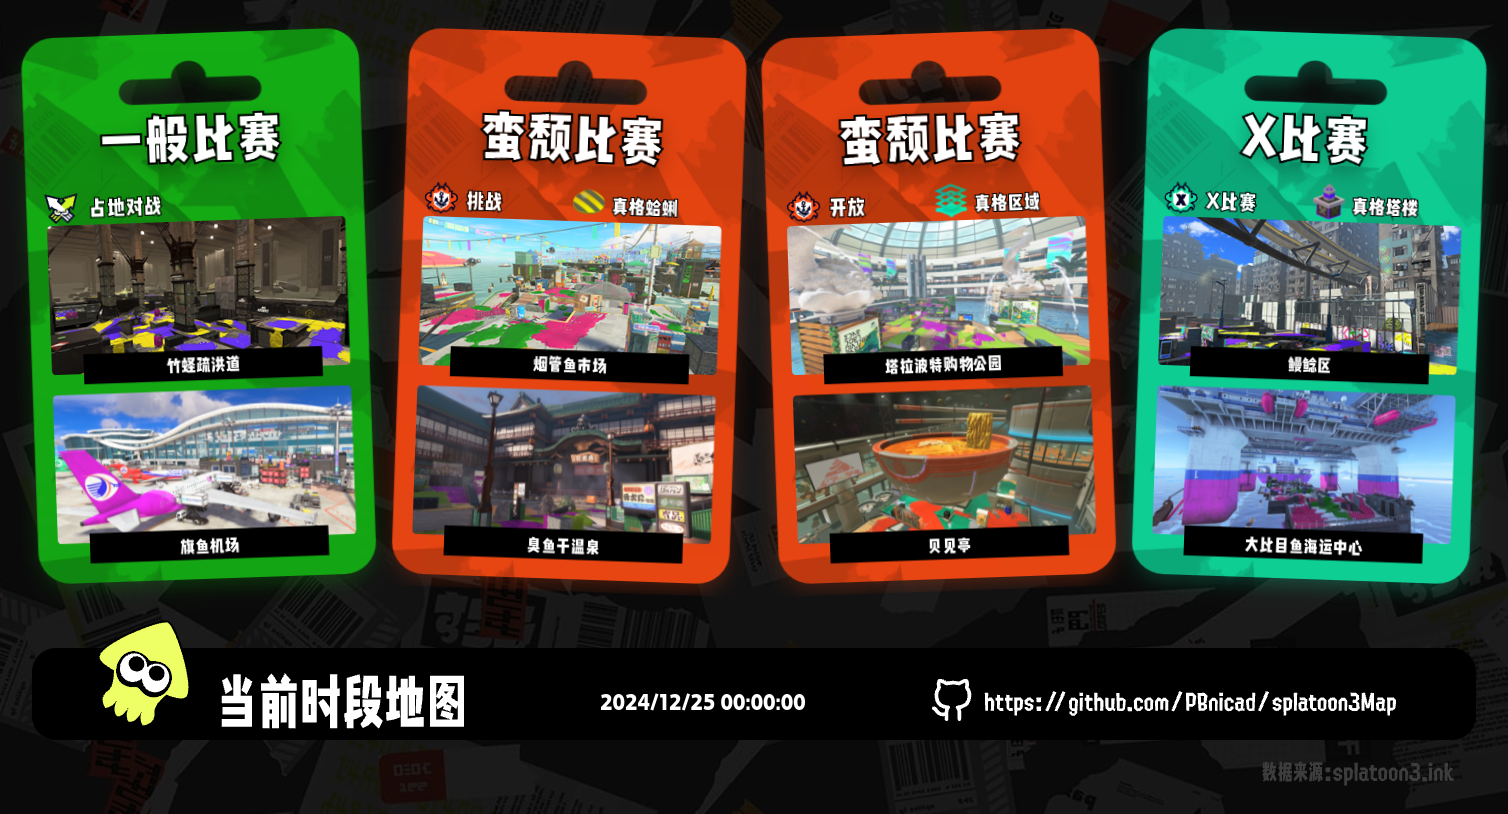 一般比赛
占地对战
竹蛏疏洪道
旗鱼机场
蛮颓比赛
挑战
真格蛤蜊
烟管鱼市场
臭鱼干温泉
蛮颓比赛
开放
真格区域
塔拉波特购物公园
贝见亭
X比赛
X比赛
真格塔楼
鳗鲶区
大比目鱼海运中心
当前时段地图
2024/12/25 00:00:00
https://github.com/PBnicad/splatoon3Map
数据来源:splatoon3.ink